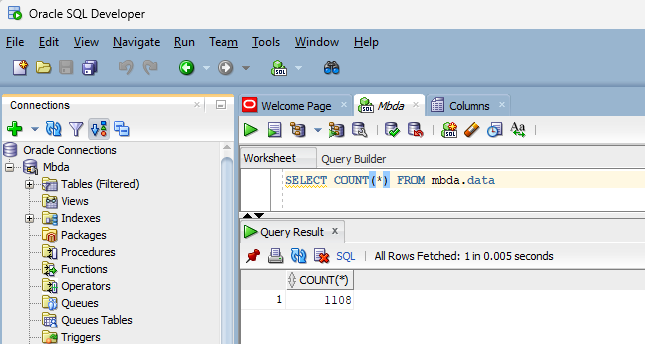 Oracle SQL Developer
File Edit View Navigate Run Team Tools Window Help
SQL
Connections
Oracle Connections
Mbda
Tables (Filtered)
Views
Indexes
Packages
Procedures
Functions
Operators
Queues
Queues Tables
Triggers
Welcome Page
Mbda
Columns
Aa
Worksheet Query Builder
SELECT COUNT(*) FROM mbda.data
Query Result x
SQL | All Rows Fetched: 1 in 0.005 seconds
COUNT(*)
1 1108